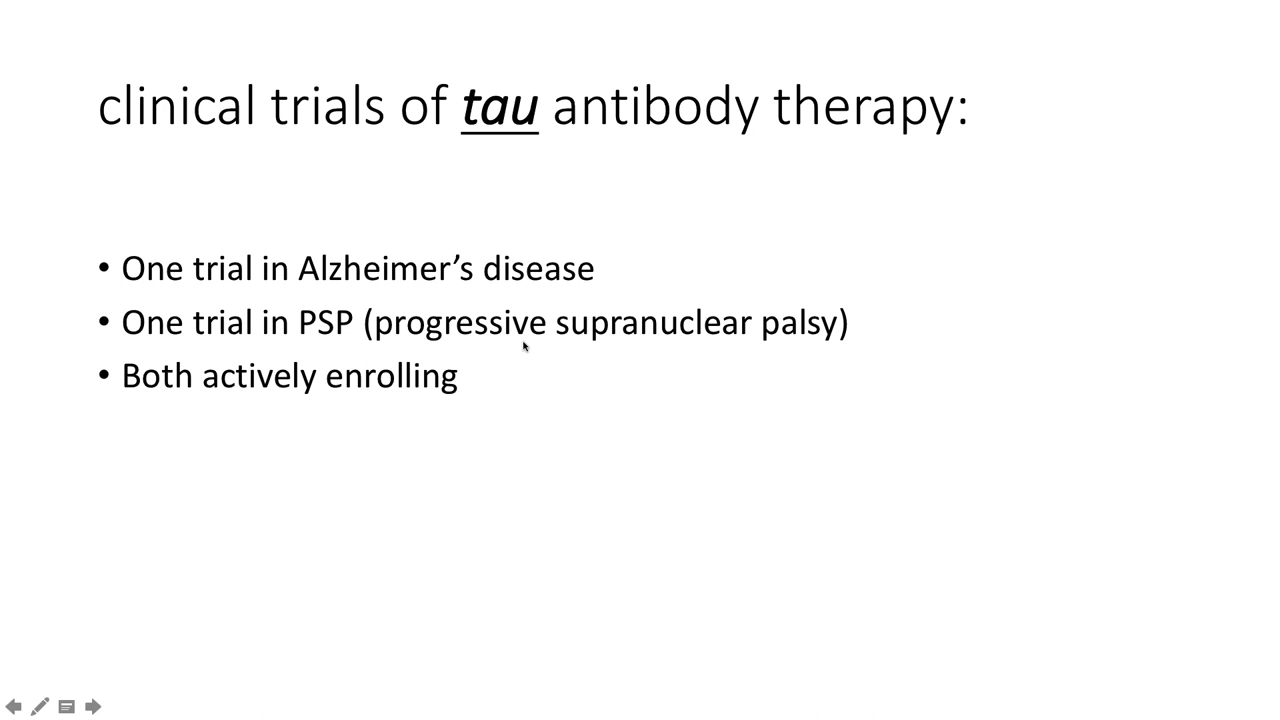 clinical trials of tau antibody therapy:
• One trial in Alzheimer’s disease
• One trial in PSP (progressive supranuclear palsy)
• Both actively enrolling